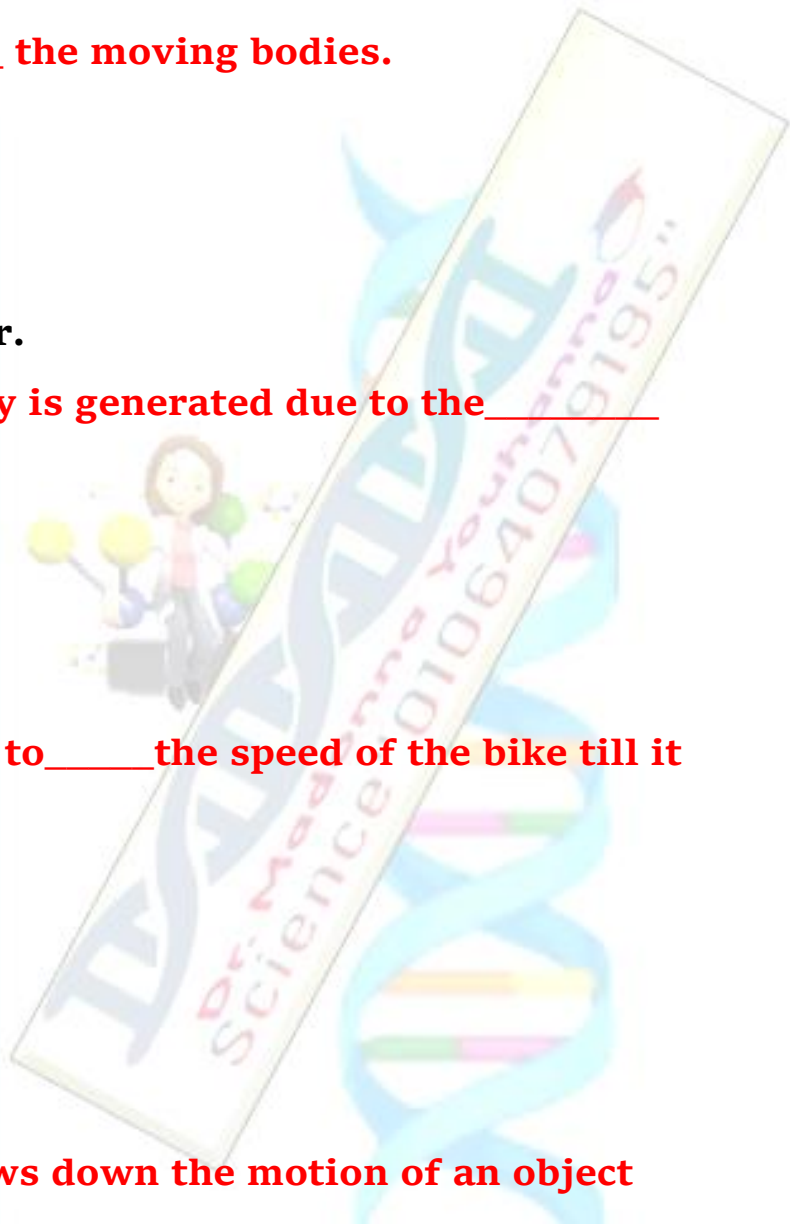 _ the moving bodies.
r.
y is generated due to the________
to_____the speed of the bike till it
ws down the motion of an object
Dr. Madonna Youhanna
Science "01064079195"